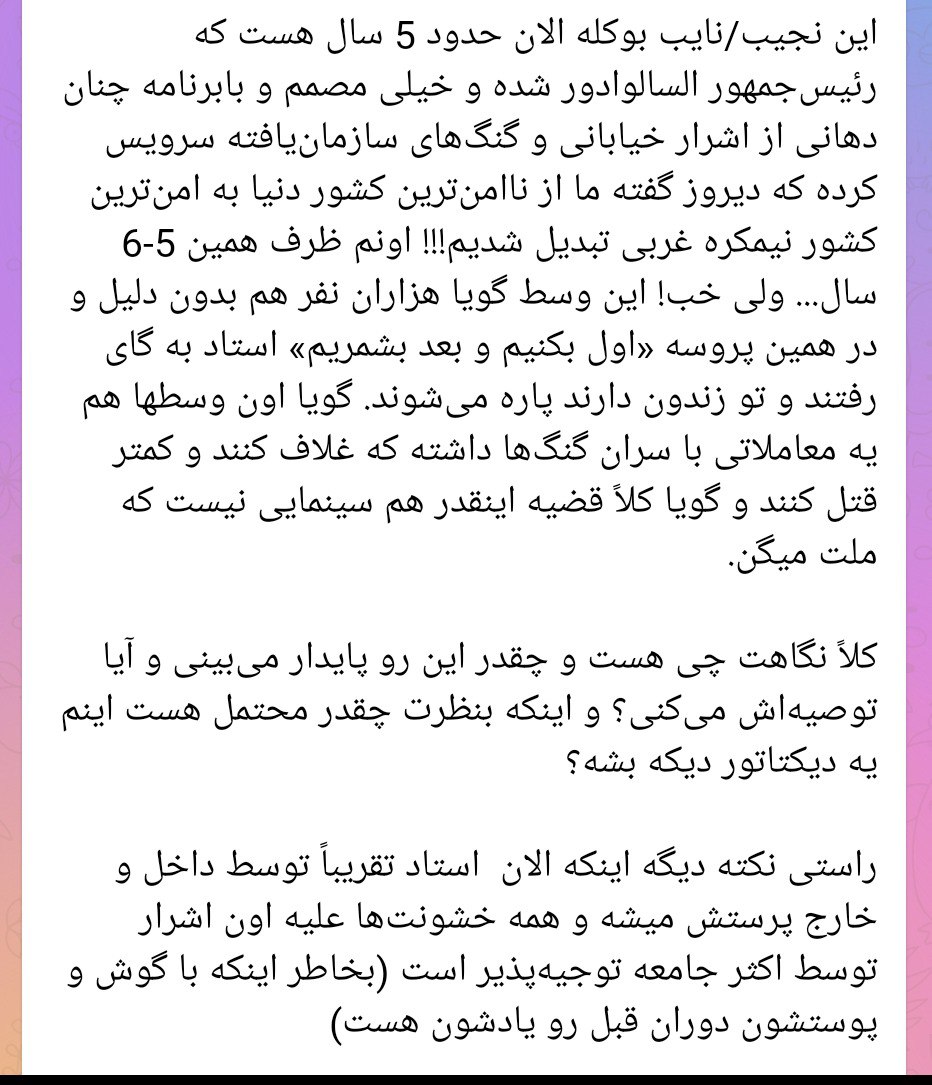 این نجیب/نایب بوکله الان حدود 5 سال هست که
رئیس‌جمهور السالوادور شده و خیلی مصمم و بابرنامه چنان
دهانی از اشرار خیابانی و گنگ‌های سازمان‌یافته سرویس
کرده که دیروز گفته ما از ناامن‌ترین کشور دنیا به امن‌ترین
کشور نیمکره غربی تبدیل شدیم!!! اونم ظرف همین 5-6
سال... ولی خب! این وسط گویا هزاران نفر هم بدون دلیل و
در همین پروسه «اول بکنیم و بعد بشمریم» استاد به گای
رفتند و تو زندون دارند پاره می‌شوند. گویا اون وسطها هم
یه معاملاتی با سران گنگ‌ها داشته که غلاف کنند و کمتر
قتل کنند و گویا کلاً قضیه اینقدر هم سینمایی نیست که
ملت میگن.
کلاً نگاهت چی هست و چقدر این رو پایدار می‌بینی و آیا
توصیه‌اش می‌کنی؟ و اینکه بنظرت چقدر محتمل هست اینم
یه دیکتاتور دیکه بشه؟
راستی نکته دیگه اینکه الان استاد تقریباً توسط داخل و
خارج پرستش میشه و همه خشونت‌ها علیه اون اشرار
توسط اکثر جامعه توجیه‌پذیر است (بخاطر اینکه با گوش و
پوستشون دوران قبل رو یادشون هست)